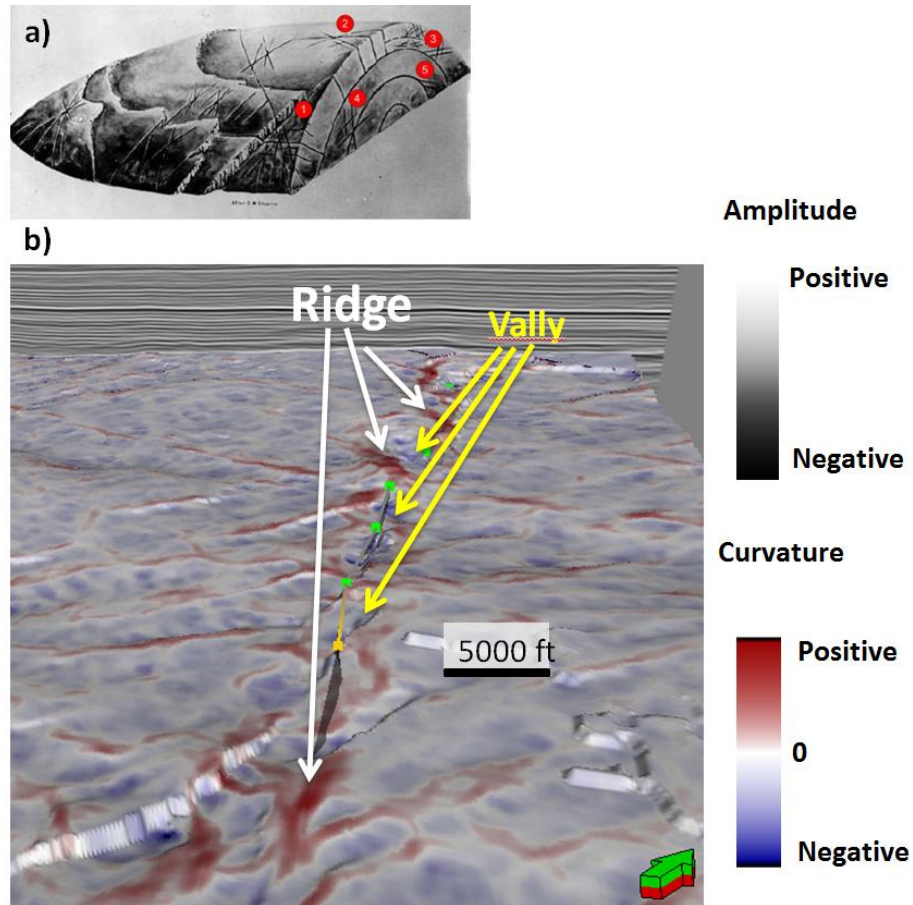 a)
2
3
5
4
1
b)
Amplitude
Positive
Negative
Ridge
Vally
5000 ft
Curvature
Positive
0
Negative